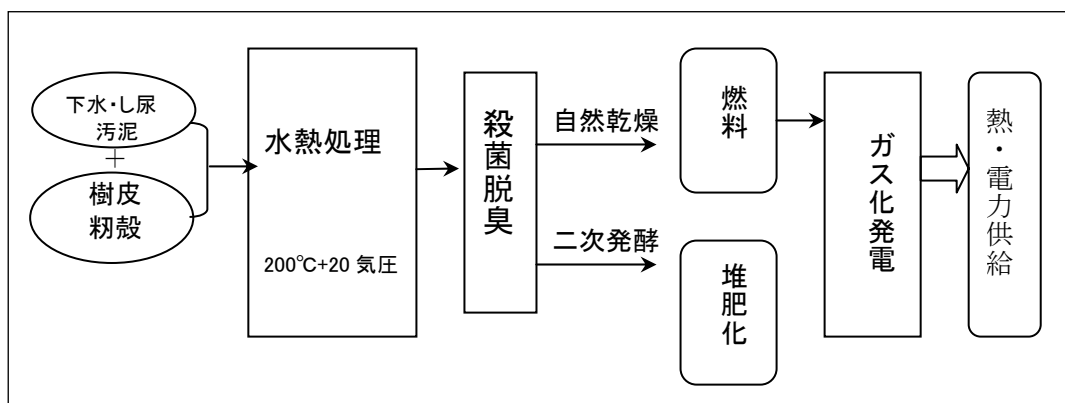 下水・し尿
汚泥
＋
樹皮
籾殻
水熱処理
200℃+20 気圧
殺菌脱臭
自然乾燥
二次発酵
燃料
堆肥化
ガス化発電
熱・電力供給